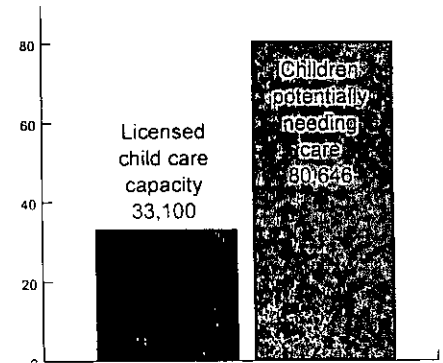 80
60
40
20
0
Licensed
child care
capacity
33,100
Children
potentially
needing
care
80,646